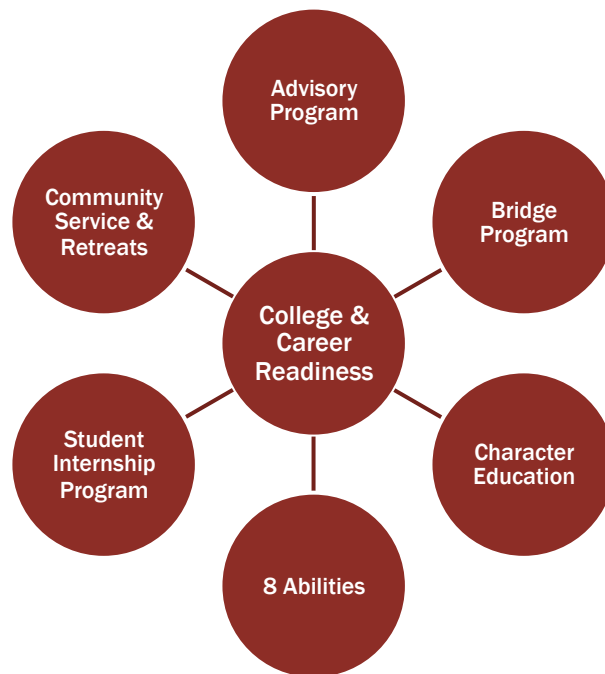 Advisory
Program
Community
Service &
Retreats
Bridge
Program
College &
Career
Readiness
Student
Internship
Program
Character
Education
8 Abilities